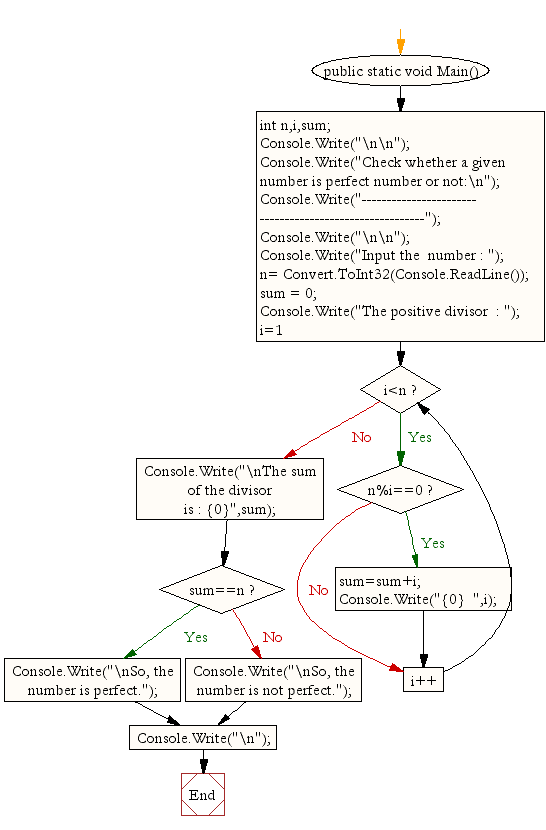 public static void Main()
int n,i,sum;
Console.Write("\n\n");
Console.Write("Check whether a given
number is perfect number or not:\n");
Console.Write("-----------------------
---------------------------------");
Console.Write("\n\n");
Console.Write("Input the  number : ");
n= Convert.ToInt32(Console.ReadLine());
sum = 0;
Console.Write("The positive divisor  : ");
i=1
i<n ?
No
Yes
Console.Write("\nThe sum
of the divisor
is : {0}",sum);
n%i==0 ?
Yes
No
sum=sum+i;
Console.Write("{0}  ",i);
i++
sum==n ?
Yes
No
Console.Write("\nSo, the
number is perfect.");
Console.Write("\nSo, the
number is not perfect.");
Console.Write("\n");
End